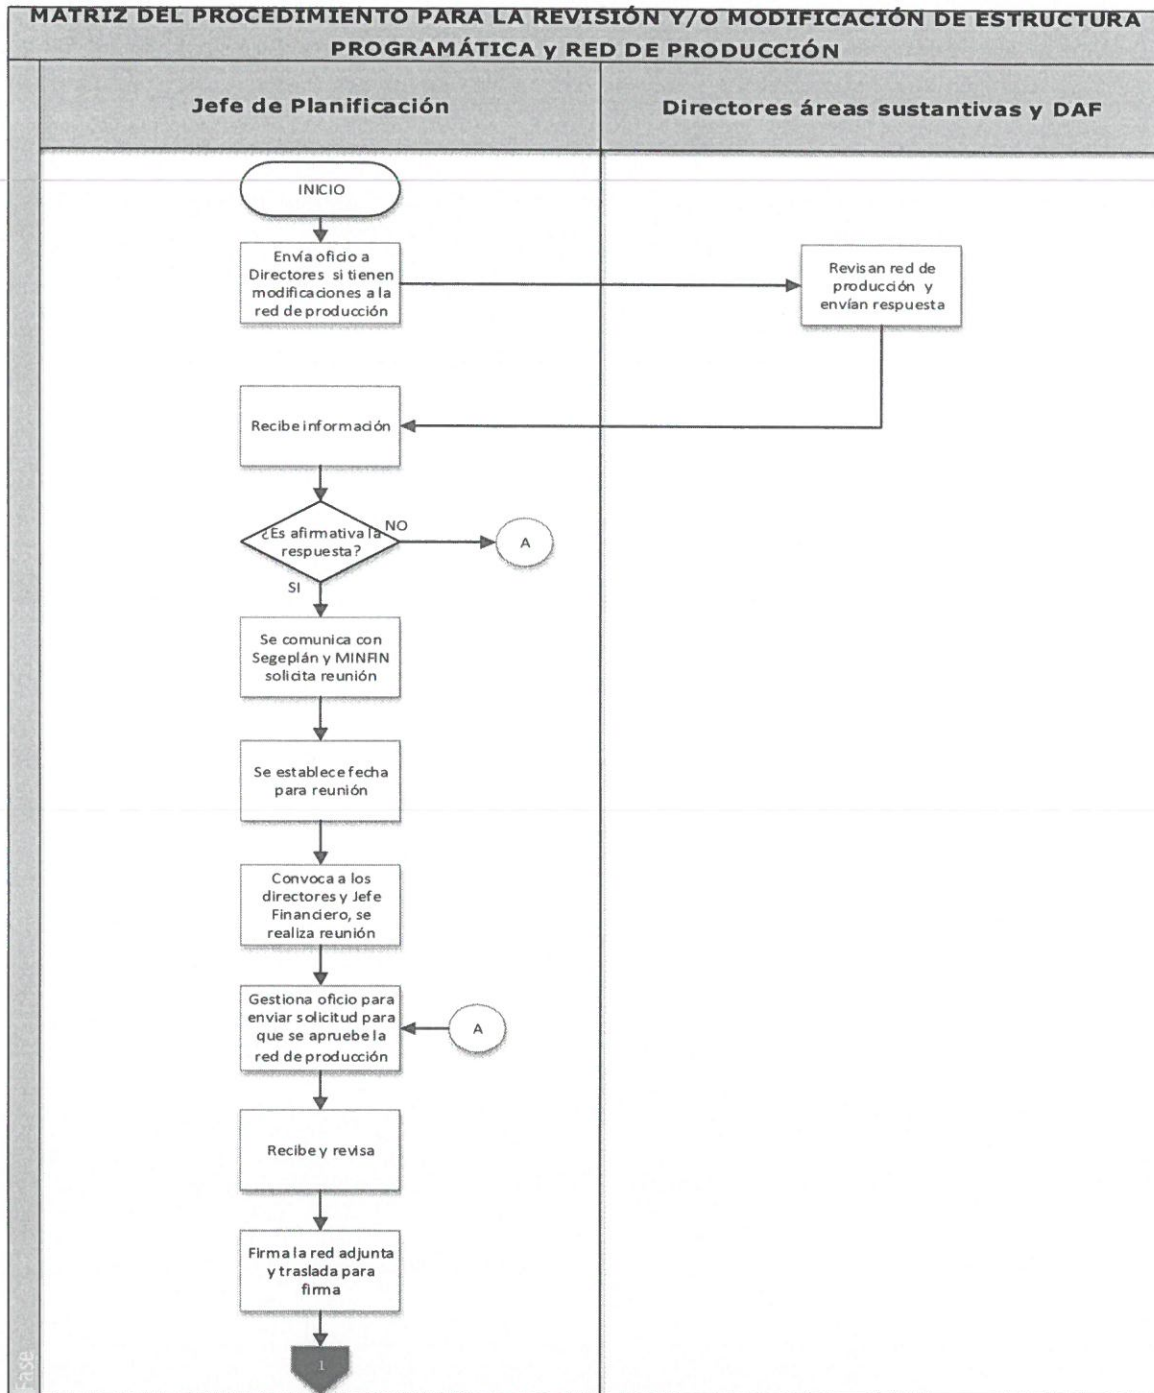 MATRIZ DEL PROCEDIMIENTO PARA LA REVISIÓN Y/O MODIFICACIÓN DE ESTRUCTURA
PROGRAMÁTICA y RED DE PRODUCCIÓN
Jefe de Planificación
Directores áreas sustantivas y DAF
INICIO
Envía oficio a
Directores si tienen
modificaciones a la
red de producción
Revisan red de
producción y
envían respuesta
Recibe información
¿Es afirmativa la
respuesta?
NO
A
SI
Se comunica con
Segeplán y MINFIN
solicita reunión
Se establece fecha
para reunión
Convoca a los
directores y Jefe
Financiero, se
realiza reunión
Gestiona oficio para
enviar solicitud para
que se apruebe la
red de producción
A
Recibe y revisa
Firma la red adjunta
y traslada para
firma
1
Fase